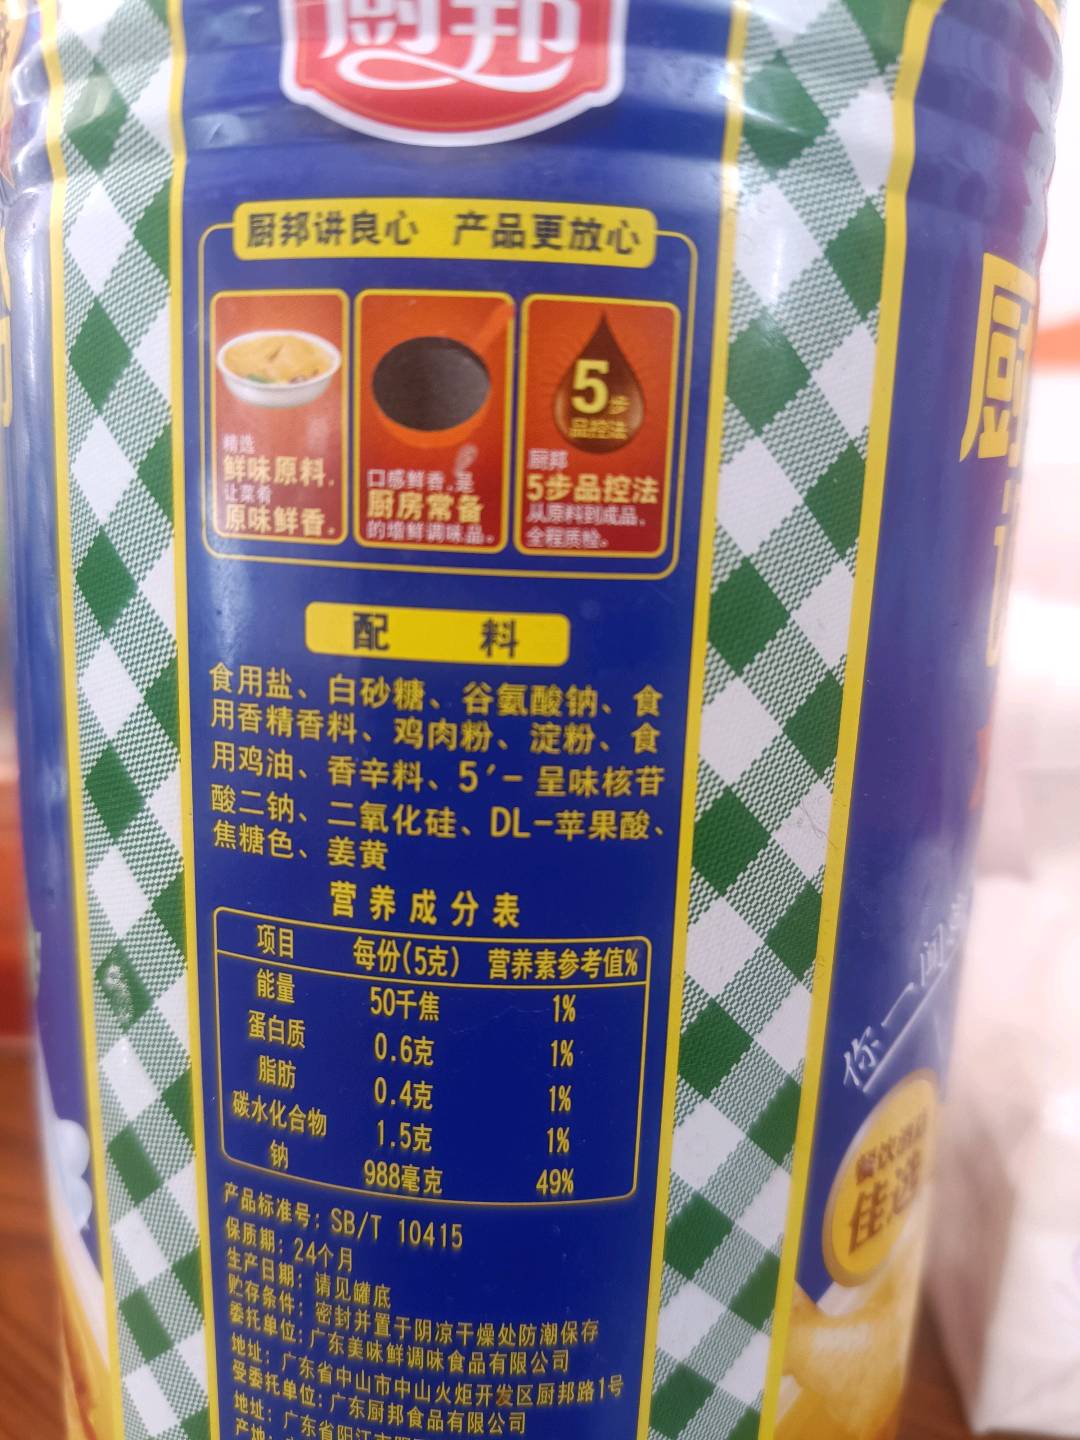 厨邦
厨邦讲良心 产品更放心
精选
鲜味原料,
让菜肴
原味鲜香。
口感鲜香,是
厨房常备
的增鲜调味品。
5步
品控法
厨邦
5步品控法
从原料到成品,
全程质检。
配 料
食用盐、白砂糖、谷氨酸钠、食
用香精香料、鸡肉粉、淀粉、食
用鸡油、香辛料、5′-呈味核苷
酸二钠、二氧化硅、DL-苹果酸、
焦糖色、姜黄
营养成分表
项目 每份(5克) 营养素参考值%
能量 50千焦 1%
蛋白质 0.6克 1%
脂肪 0.4克 1%
碳水化合物 1.5克 1%
钠 988毫克 49%
产品标准号: SB/T 10415
保质期: 24个月
生产日期: 请见罐底
贮存条件: 密封并置于阴凉干燥处防潮保存
委托单位: 广东美味鲜调味食品有限公司
地址: 广东省中山市中山火炬开发区厨邦路1号
受委托单位: 广东厨邦食品有限公司
地址: 广东省阳江市
产地:
厨
你一闻
餐饮酒店
佳选